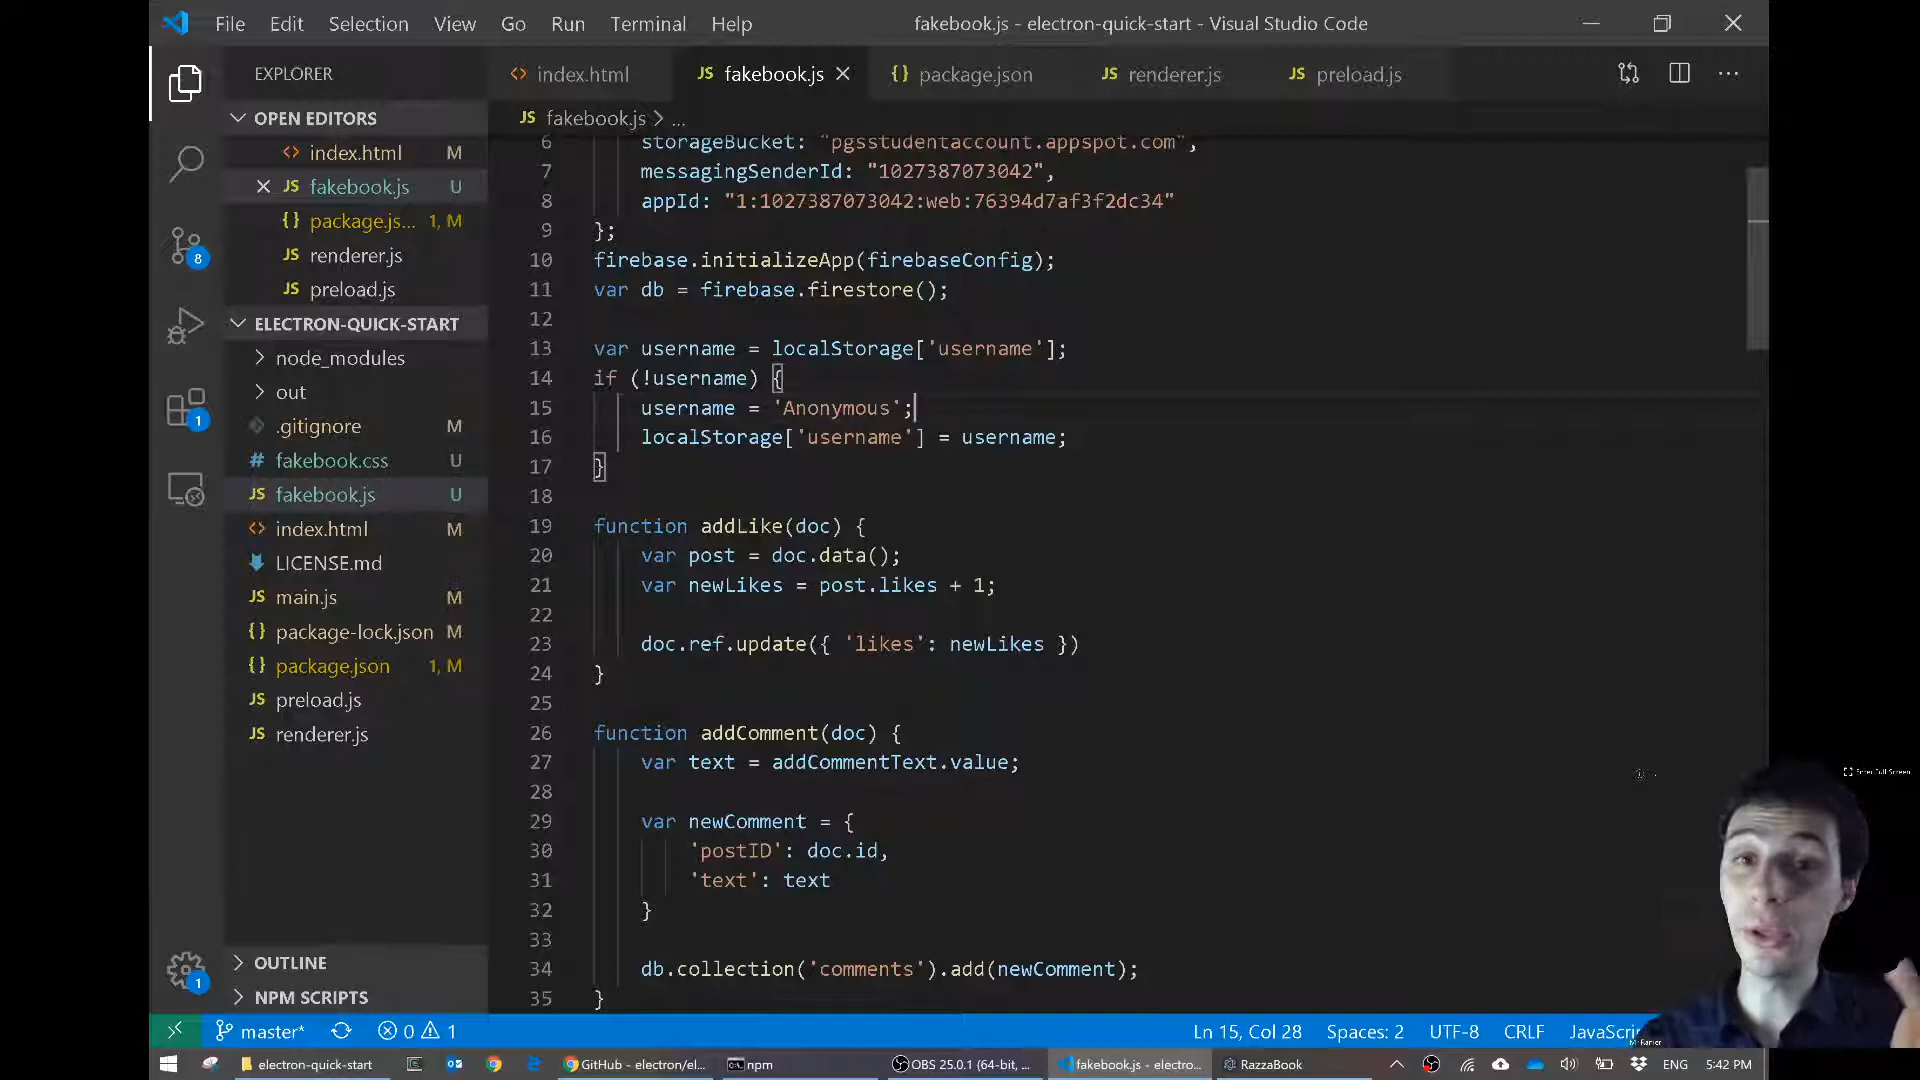 File Edit Selection View Go Run Terminal Help
fakebook.js - electron-quick-start - Visual Studio Code
EXPLORER
OPEN EDITORS
index.html M
fakebook.js U
package.js... 1, M
renderer.js
preload.js
ELECTRON-QUICK-START
node_modules
out
.gitignore M
fakebook.css U
fakebook.js U
index.html M
LICENSE.md
main.js M
package-lock.json M
package.json 1, M
preload.js
renderer.js
OUTLINE
NPM SCRIPTS
8
1
1
index.html fakebook.js package.json renderer.js preload.js
fakebook.js > ...
6 storageBucket: "pgsstudentaccount.appspot.com",
7 messagingSenderId: "1027387073042",
8 appId: "1:1027387073042:web:76394d7af3f2dc34"
9 };
10 firebase.initializeApp(firebaseConfig);
11 var db = firebase.firestore();
12
13 var username = localStorage['username'];
14 if (!username) {
15 username = 'Anonymous';
16 localStorage['username'] = username;
17 }
18
19 function addLike(doc) {
20 var post = doc.data();
21 var newLikes = post.likes + 1;
22
23 doc.ref.update({ 'likes': newLikes })
24 }
25
26 function addComment(doc) {
27 var text = addCommentText.value;
28
29 var newComment = {
30 'postID': doc.id,
31 'text': text
32 }
33
34 db.collection('comments').add(newComment);
35 }
Enter Full Screen
master* 0 1 Ln 15, Col 28 Spaces: 2 UTF-8 CRLF JavaScri
electron-quick-start GitHub - electron/el... npm OBS 25.0.1 (64-bit, ... fakebook.js - electro... RazzaBook ENG 5:42 PM